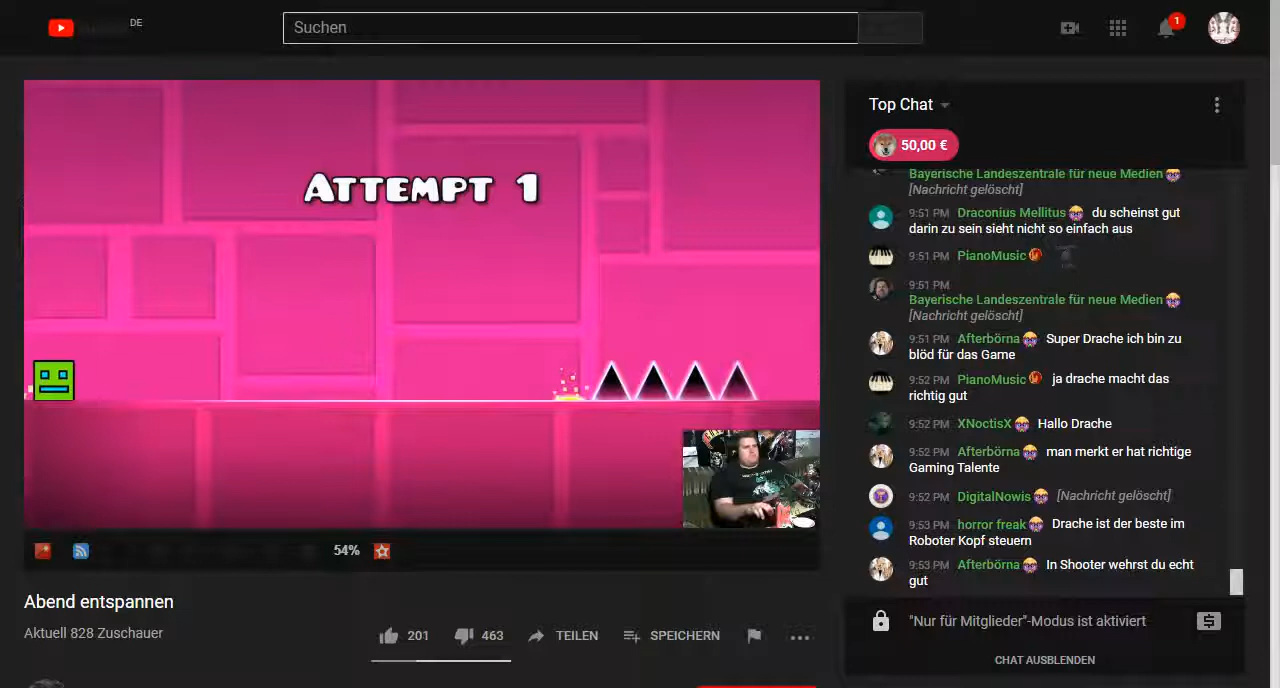 DE
Suchen
1
ATTEMPT 1
54%
Abend entspannen
Aktuell 828 Zuschauer
201
463
TEILEN
SPEICHERN
Top Chat
50,00 €
Bayerische Landeszentrale für neue Medien
[Nachricht gelöscht]
9:51 PM Draconius Mellitus du scheinst gut
darin zu sein sieht nicht so einfach aus
9:51 PM PianoMusic
9:51 PM
Bayerische Landeszentrale für neue Medien
[Nachricht gelöscht]
9:51 PM Afterbörna Super Drache ich bin zu
blöd für das Game
9:52 PM PianoMusic ja drache macht das
richtig gut
9:52 PM XNoctisX Hallo Drache
9:52 PM Afterbörna man merkt er hat richtige
Gaming Talente
9:52 PM DigitalNowis [Nachricht gelöscht]
9:53 PM horror freak Drache ist der beste im
Roboter Kopf steuern
9:53 PM Afterbörna In Shooter wehrst du echt
gut
"Nur für Mitglieder"-Modus ist aktiviert
CHAT AUSBLENDEN